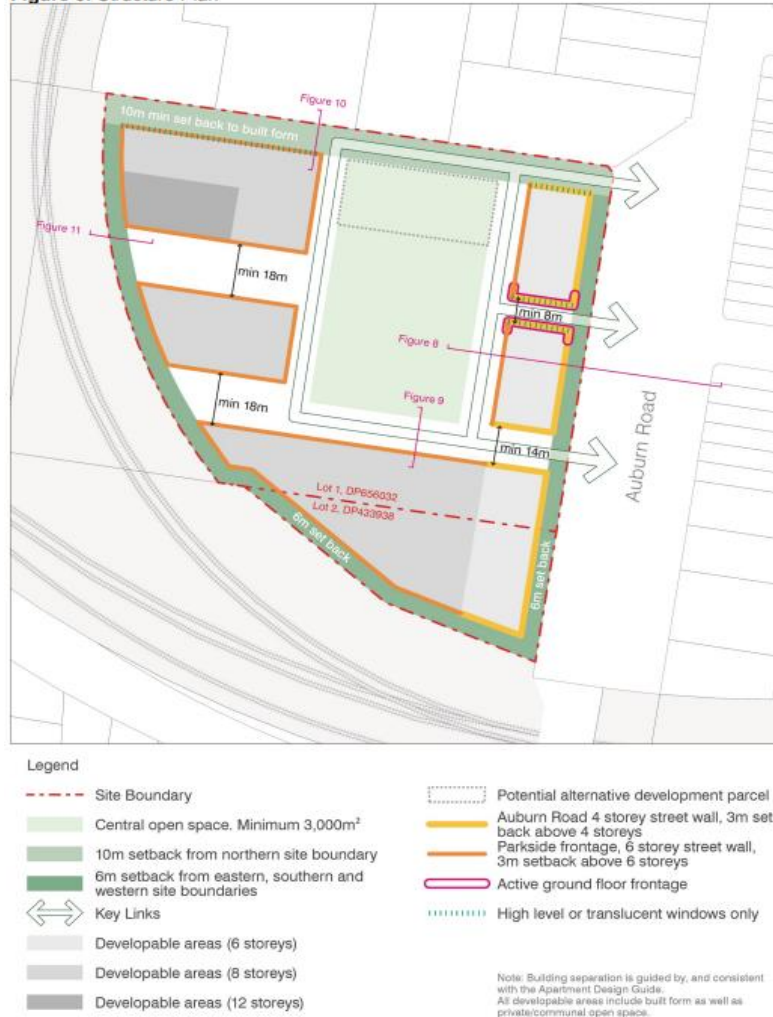 Figure 10
10m min set back to built form
Figure 11
min 18m
min 8m
Figure 8
min 18m
Figure 9
min 14m
Auburn Road
Lot 1, DP656032
Lot 2, DP433938
6m set back
6m set back
Legend
Site Boundary
Central open space. Minimum 3,000m²
10m setback from northern site boundary
6m setback from eastern, southern and
western site boundaries
Key Links
Developable areas (6 storeys)
Developable areas (8 storeys)
Developable areas (12 storeys)
Potential alternative development parcel
Auburn Road 4 storey street wall, 3m set
back above 4 storeys
Parkside frontage, 6 storey street wall,
3m setback above 6 storeys
Active ground floor frontage
High level or translucent windows only
Note: Building separation is guided by, and consistent
with the Apartment Design Guide.
All developable areas include built form as well as
private/communal open space.